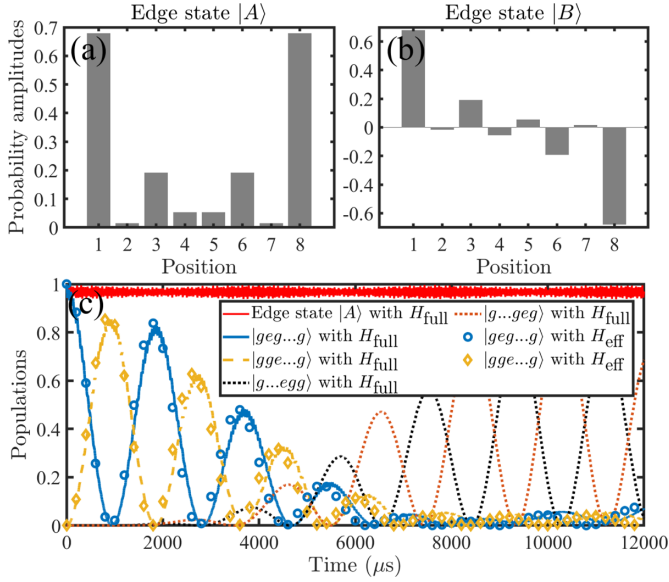 Edge state |A⟩
Edge state |B⟩
(a)
(b)
Probability amplitudes
0.7
0.6
0.5
0.4
0.3
0.2
0.1
0
0.6
0.4
0.2
0
-0.2
-0.4
-0.6
1 2 3 4 5 6 7 8
1 2 3 4 5 6 7 8
Position
Position
(c)
Populations
1
0.8
0.6
0.4
0.2
0
Edge state |A⟩ with H_full
|geg...g⟩ with H_full
|gge...g⟩ with H_full
|g...egg⟩ with H_full
|g...geg⟩ with H_full
|geg...g⟩ with H_eff
|gge...g⟩ with H_eff
0 2000 4000 6000 8000 10000 12000
Time (μs)